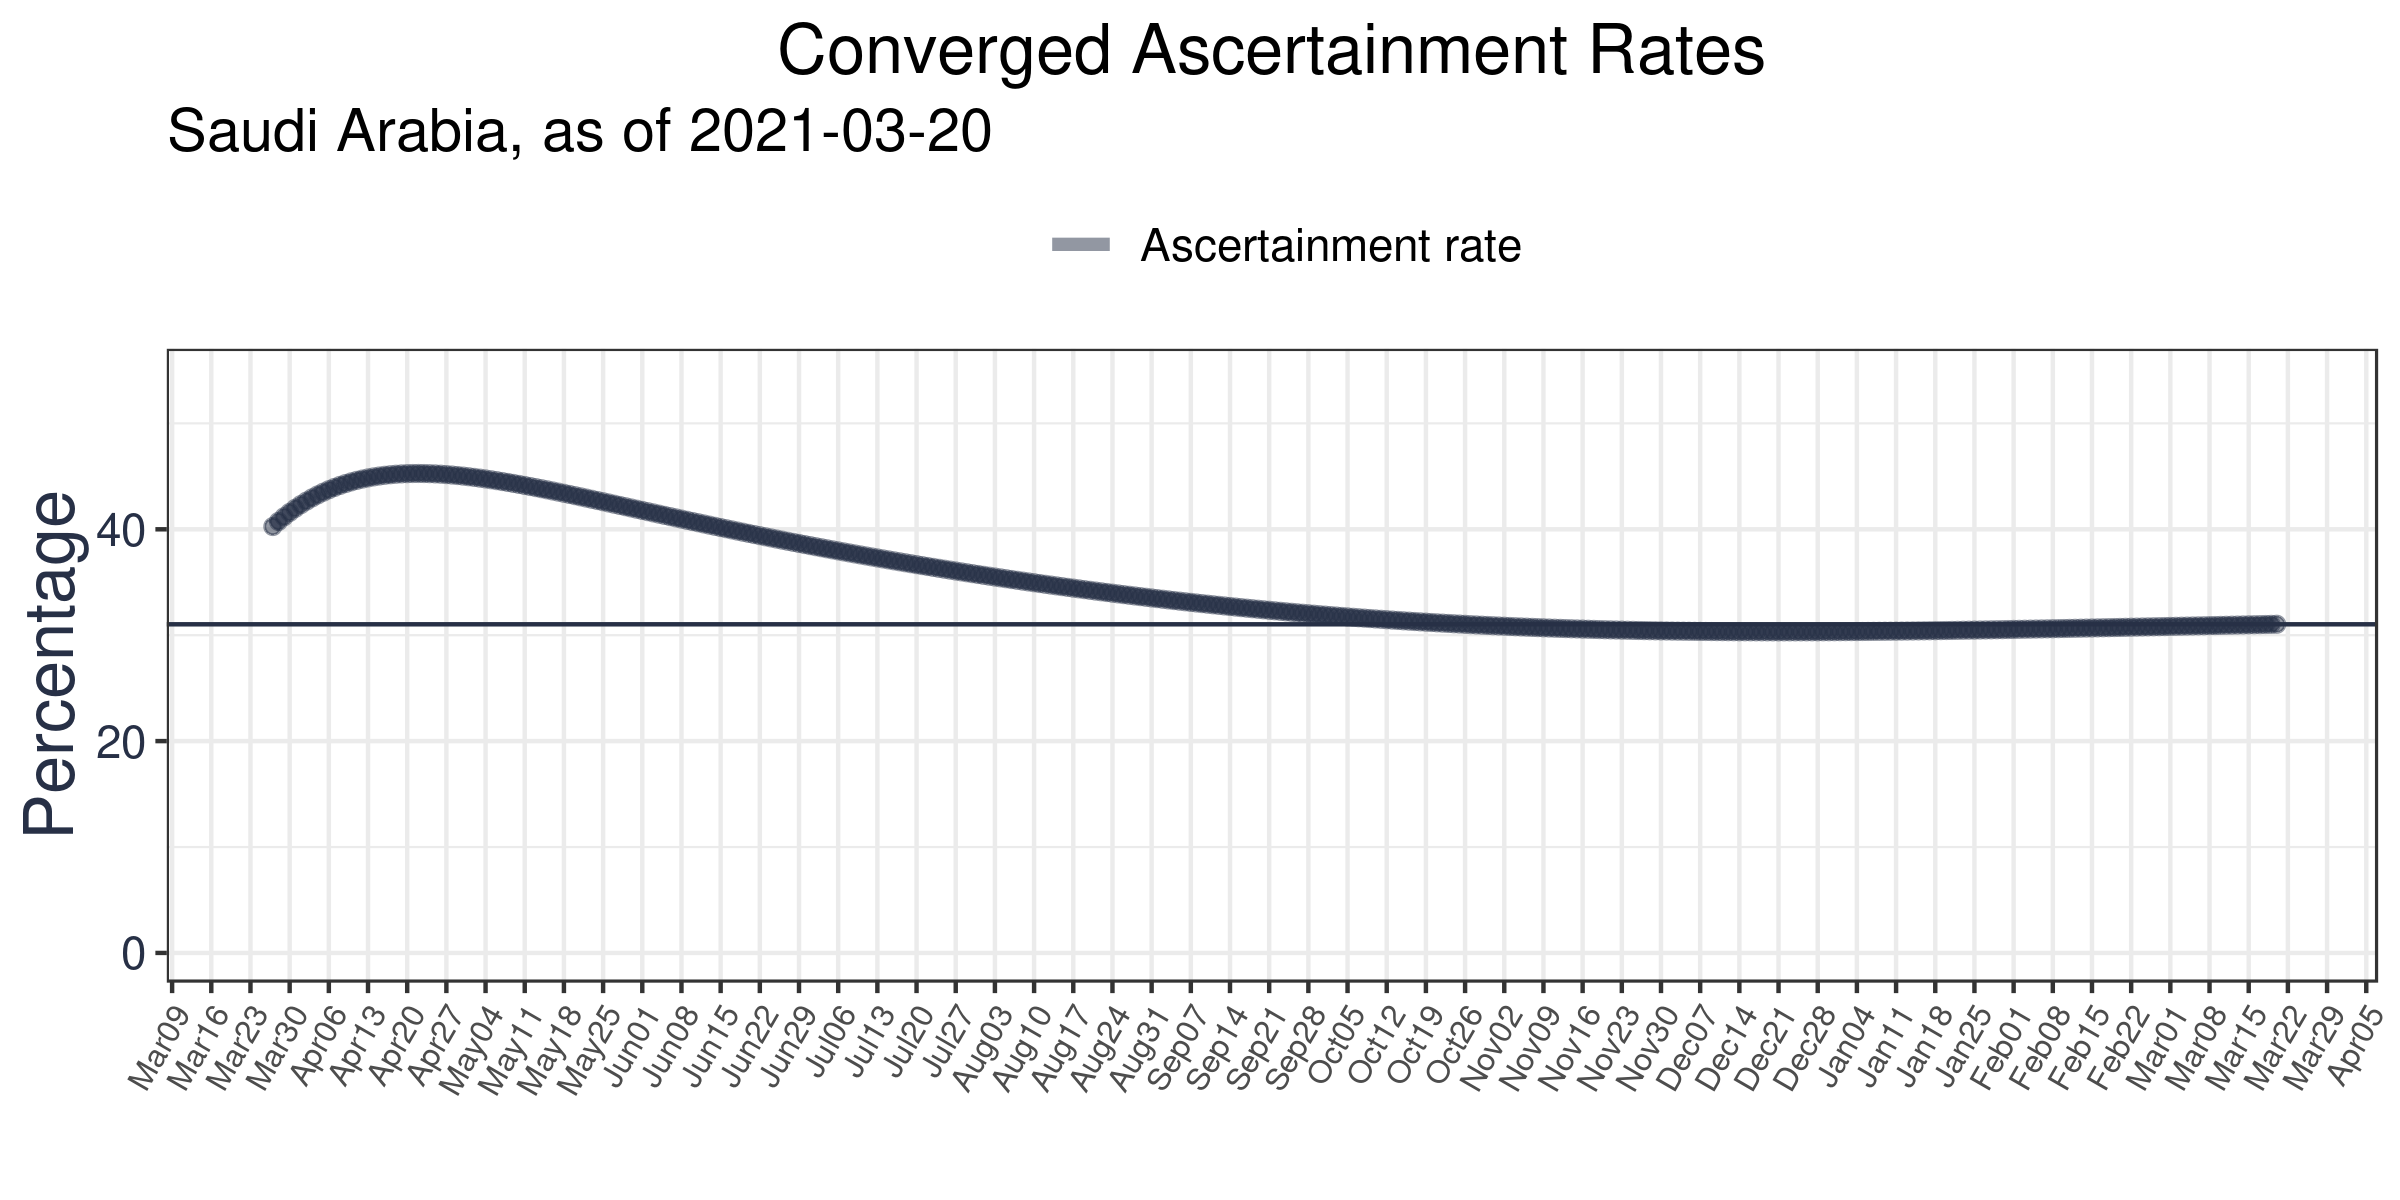 Converged Ascertainment Rates
Saudi Arabia, as of 2021-03-20
Ascertainment rate
Percentage
40
20
0
Mar09
Mar16
Mar23
Mar30
Apr06
Apr13
Apr20
Apr27
May04
May11
May18
May25
Jun01
Jun08
Jun15
Jun22
Jun29
Jul06
Jul13
Jul20
Jul27
Aug03
Aug10
Aug17
Aug24
Aug31
Sep07
Sep14
Sep21
Sep28
Oct05
Oct12
Oct19
Oct26
Nov02
Nov09
Nov16
Nov23
Nov30
Dec07
Dec14
Dec21
Dec28
Jan04
Jan11
Jan18
Jan25
Feb01
Feb08
Feb15
Feb22
Mar01
Mar08
Mar15
Mar22
Mar29
Apr05